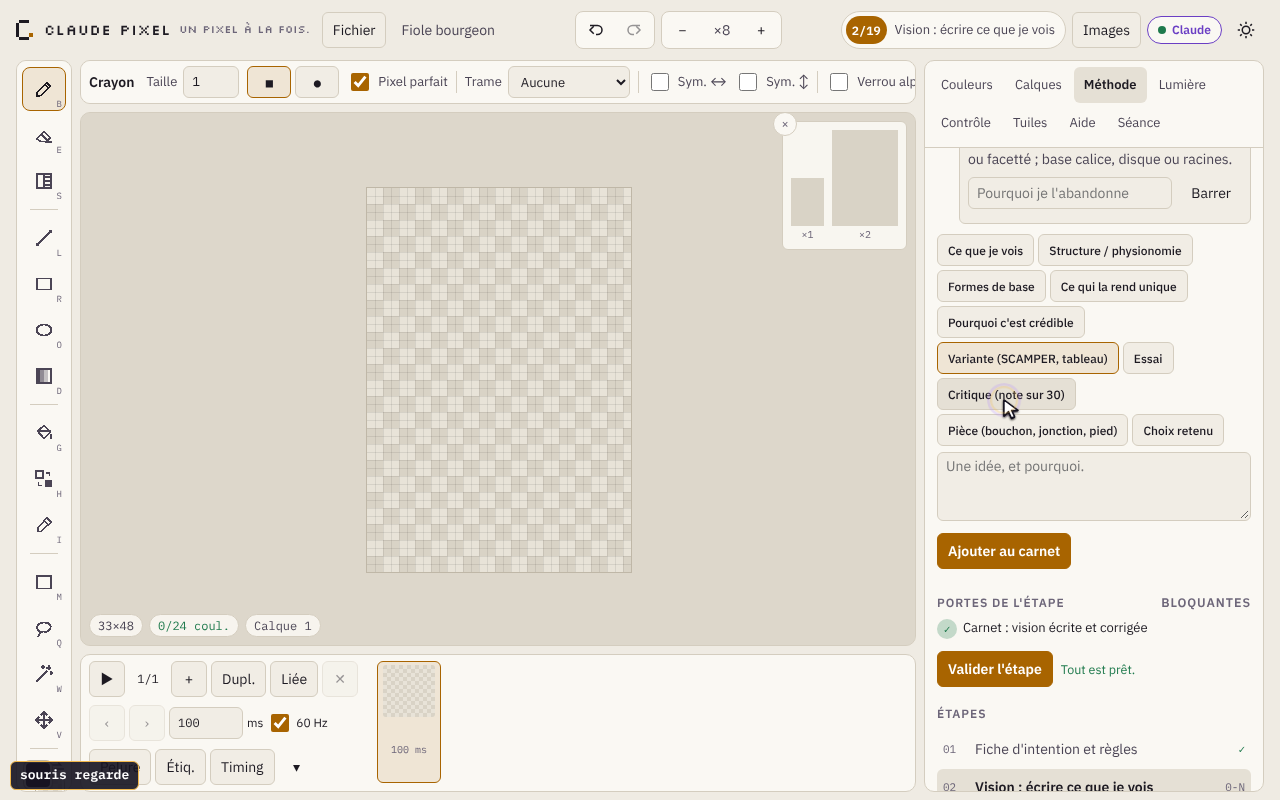 CLAUDE PIXEL
UN PIXEL À LA FOIS.
Fichier
Fiole bourgeon
−
×8
+
2/19
Vision : écrire ce que je vois
Images
Claude
B
E
S
L
R
O
D
G
H
I
M
Q
W
V
Crayon
Taille
1
Pixel parfait
Trame
Aucune
Sym.
Sym.
Verrou alp
×
×1
×2
33×48
0/24 coul.
Calque 1
1/1
+
Dupl.
Liée
×
‹
›
100
ms
60 Hz
Pelure
Étiq.
Timing
▼
100 ms
souris regarde
Couleurs
Calques
Méthode
Lumière
Contrôle
Tuiles
Aide
Séance
ou facetté ; base calice, disque ou racines.
Pourquoi je l'abandonne
Barrer
Ce que je vois
Structure / physionomie
Formes de base
Ce qui la rend unique
Pourquoi c'est crédible
Variante (SCAMPER, tableau)
Essai
Critique (note sur 30)
Pièce (bouchon, jonction, pied)
Choix retenu
Une idée, et pourquoi.
Ajouter au carnet
PORTES DE L'ÉTAPE
BLOQUANTES
✓ Carnet : vision écrite et corrigée
Valider l'étape
Tout est prêt.
ÉTAPES
01 Fiche d'intention et règles ✓
02 Vision : écrire ce que je vois 0-N